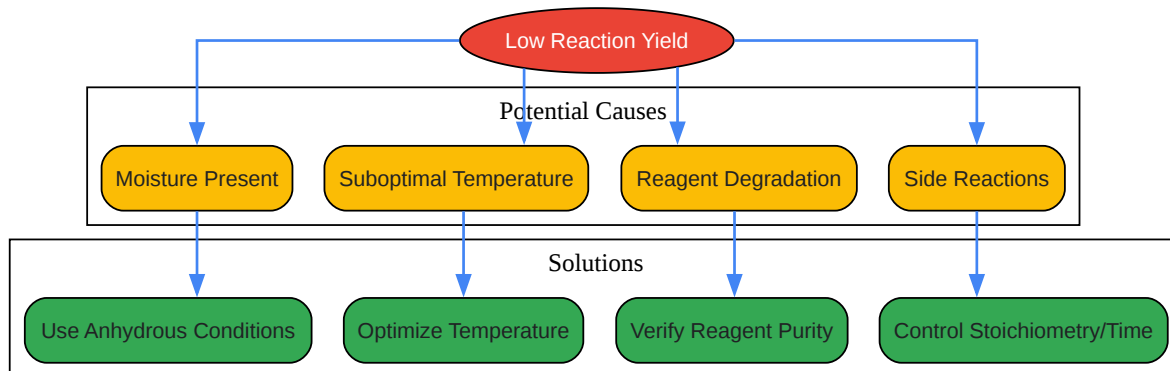 Low Reaction Yield
Potential Causes
Moisture Present
Suboptimal Temperature
Reagent Degradation
Side Reactions
Solutions
Use Anhydrous Conditions
Optimize Temperature
Verify Reagent Purity
Control Stoichiometry/Time